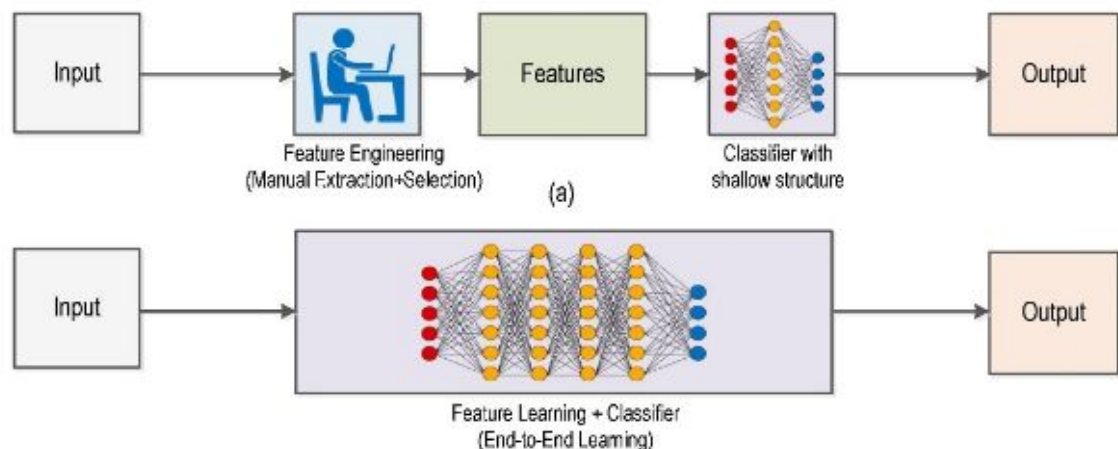 Input
Features
Output
Feature Engineering
(Manual Extraction+Selection)
Classifier with
shallow structure
(a)
Input
Output
Feature Learning + Classifier
(End-to-End Learning)